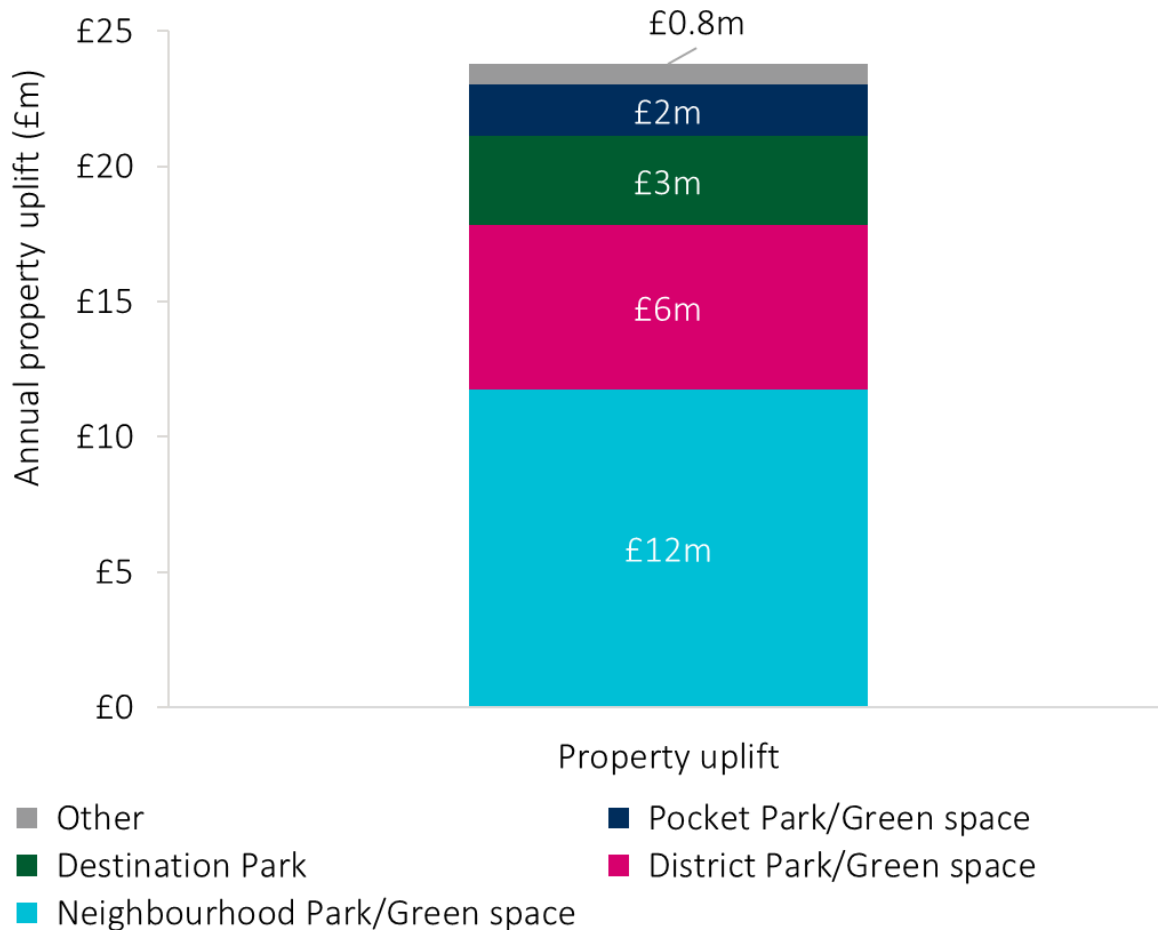 £0.8m
£25
£20
£15
£10
£5
£0
Annual property uplift (£m)
£2m
£3m
£6m
£12m
Property uplift
Other
Pocket Park/Green space
Destination Park
District Park/Green space
Neighbourhood Park/Green space